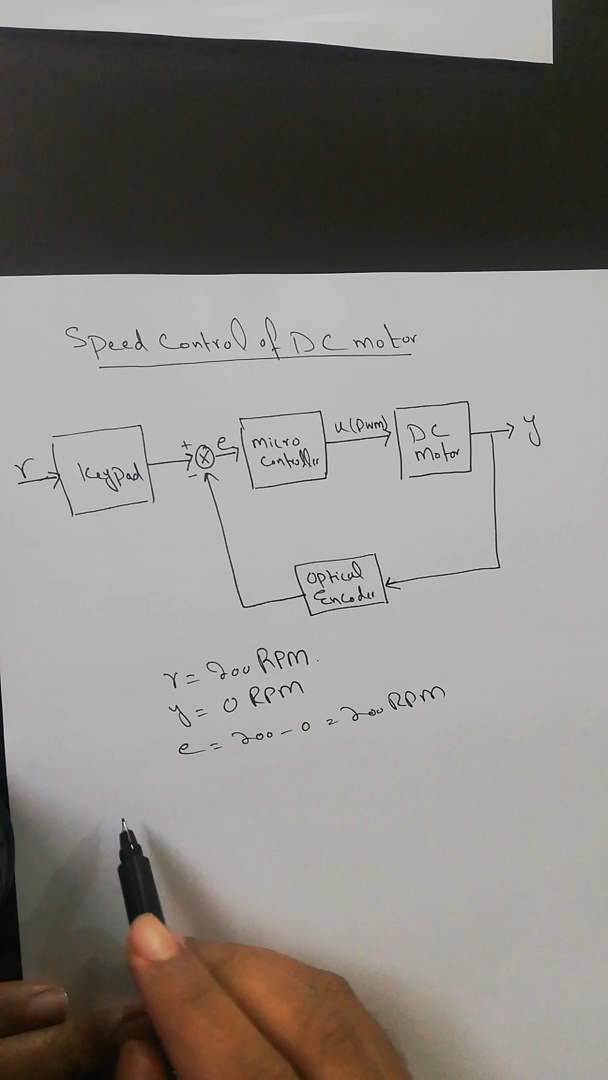 Speed Control of DC motor
r
Keypad
+
-
e
micro
Controller
u(pwm)
DC
Motor
y
Optical
Encoder
r = 200 RPM.
y = 0 RPM
e = 200 - 0 = 200 RPM